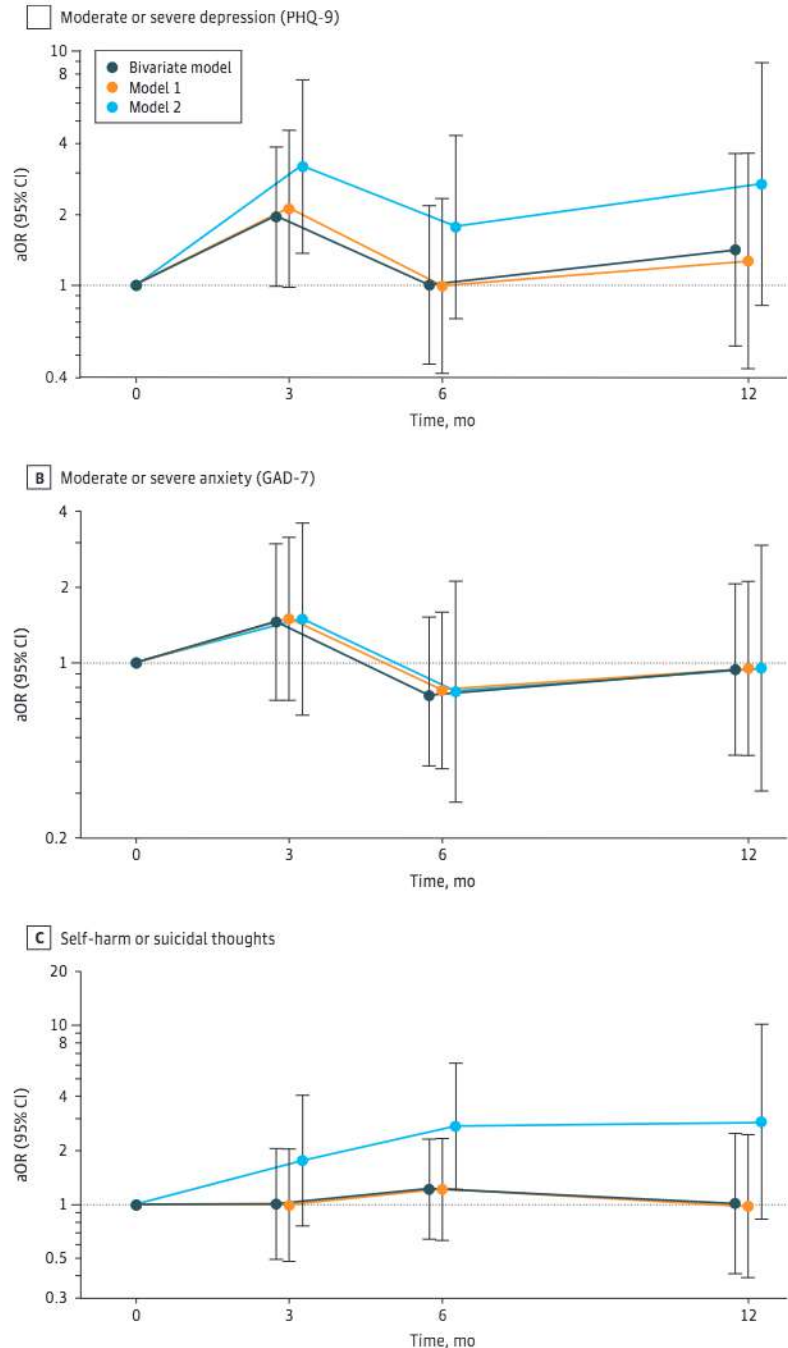 Moderate or severe depression (PHQ-9)
10
8
4
2
1
0.4
aOR (95% CI)
Bivariate model
Model 1
Model 2
0 3 6 12
Time, mo
B Moderate or severe anxiety (GAD-7)
4
2
1
0.2
aOR (95% CI)
0 3 6 12
Time, mo
C Self-harm or suicidal thoughts
20
10
8
4
2
1
0.5
0.3
aOR (95% CI)
0 3 6 12
Time, mo